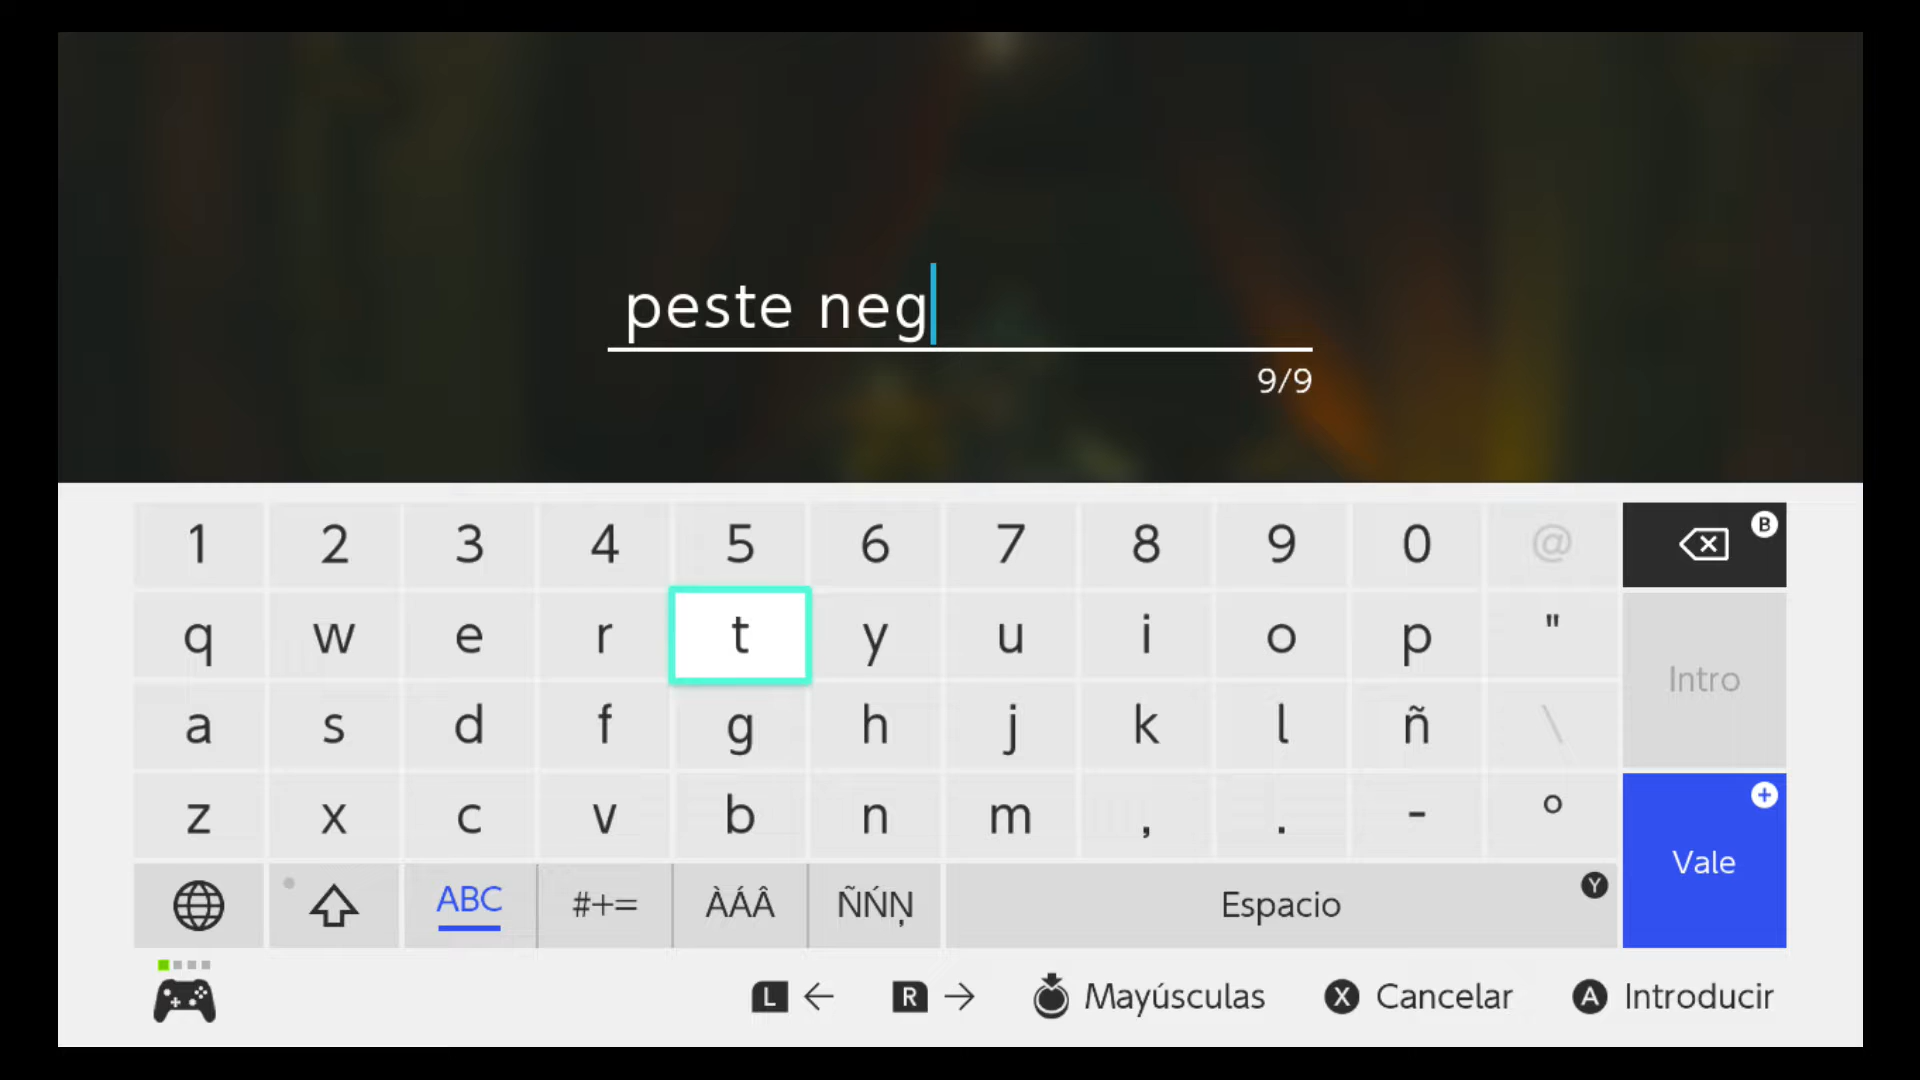 peste neg
9/9
1 2 3 4 5 6 7 8 9 0 @ B
q w e r t y u i o p "
Intro
a s d f g h j k l ñ \
z x c v b n m , . - º
Vale
ABC #+= ÀÁÂ ÑŃŅ Espacio Y
L ← R → Mayúsculas X Cancelar A Introducir